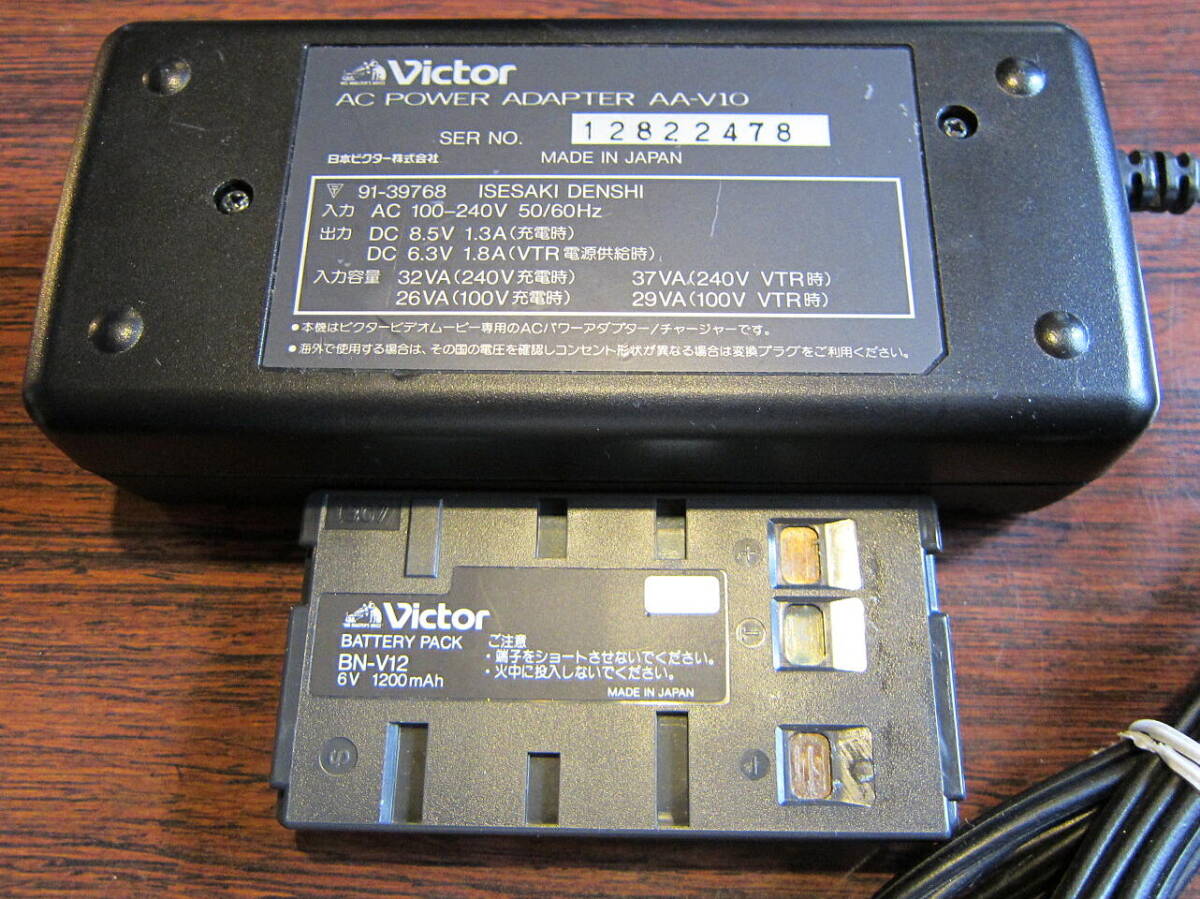 Victor
AC POWER ADAPTER AA-V10
SER NO. 12822478
日本ビクター株式会社 MADE IN JAPAN
91-39768 ISESAKI DENSHI
入力 AC 100-240V 50/60Hz
出力 DC 8.5V 1.3A(充電時)
DC 6.3V 1.8A(VTR電源供給時)
入力容量 32VA(240V充電時) 37VA(240V VTR時)
26VA(100V充電時) 29VA(100V VTR時)
●本機はビクタービデオムービー専用のACパワーアダプター/チャージャーです。
●海外で使用する場合は、その国の電圧を確認しコンセント形状が異なる場合は変換プラグをご利用ください。
Victor
BATTERY PACK
BN-V12
6V 1200mAh
ご注意
・端子をショートさせないでください。
・火中に投入しないでください。
MADE IN JAPAN
+
T
S